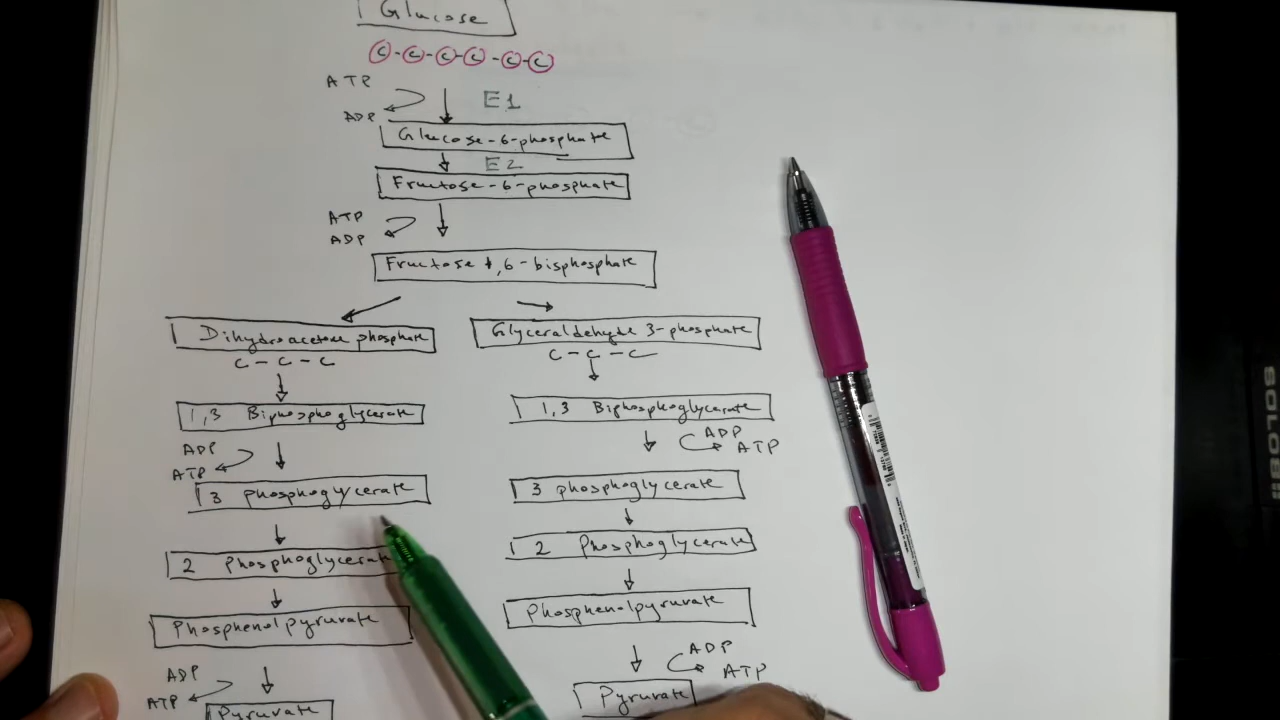 Glucose
C-C-C-C-C-C
ATP
ADP
E1
Glucose-6-phosphate
E2
Fructose-6-phosphate
ATP
ADP
Fructose 1,6-bisphosphate
Dihydroacetone phosphate
Glyceraldehyde 3-phosphate
C-C-C
C-C-C
1,3 Biphosphoglycerate
1,3 Biphosphoglycerate
ADP
ATP
ADP
ATP
3 phosphoglycerate
3 phosphoglycerate
2 Phosphoglycerate
2 Phosphoglycerate
Phosphenolpyruvate
Phosphenolpyruvate
ADP
ATP
ADP
ATP
Pyruvate
Pyruvate